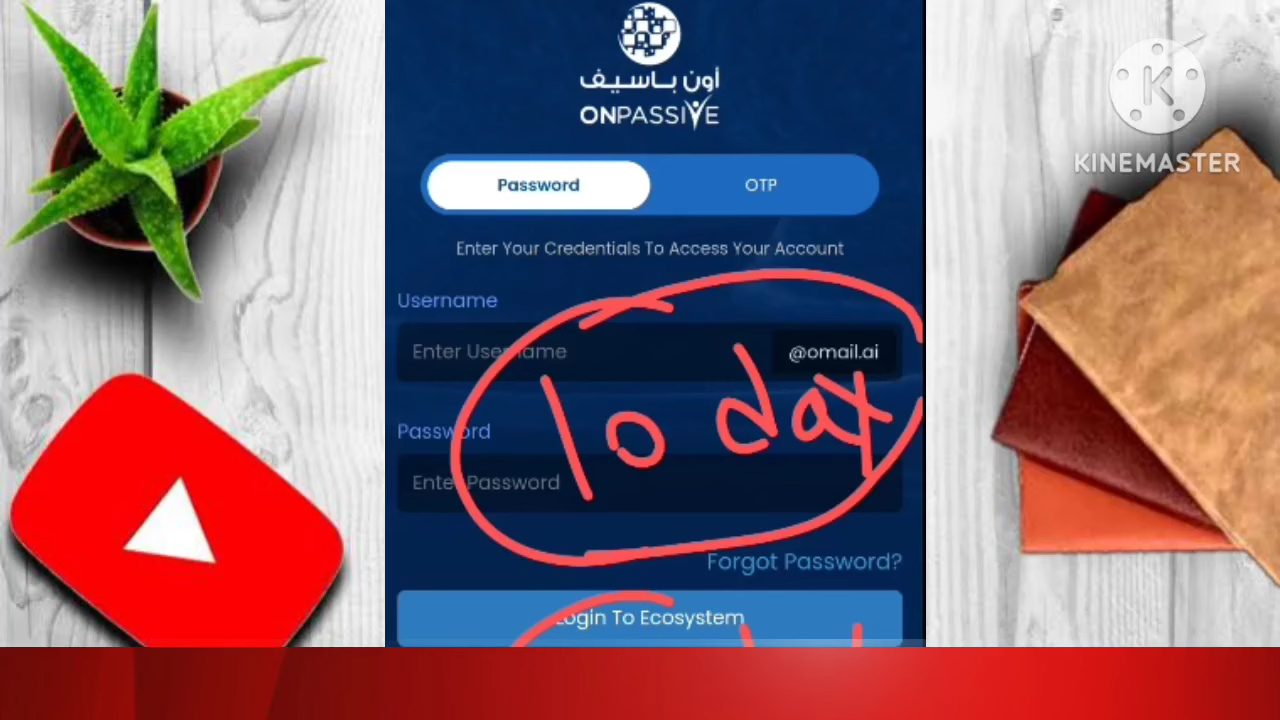 أون باسيف
ONPASSIVE
KINEMASTER
Password OTP
Enter Your Credentials To Access Your Account
Username
Enter Username @omail.ai
10 day
Password
Enter Password
Forgot Password?
Login To Ecosystem